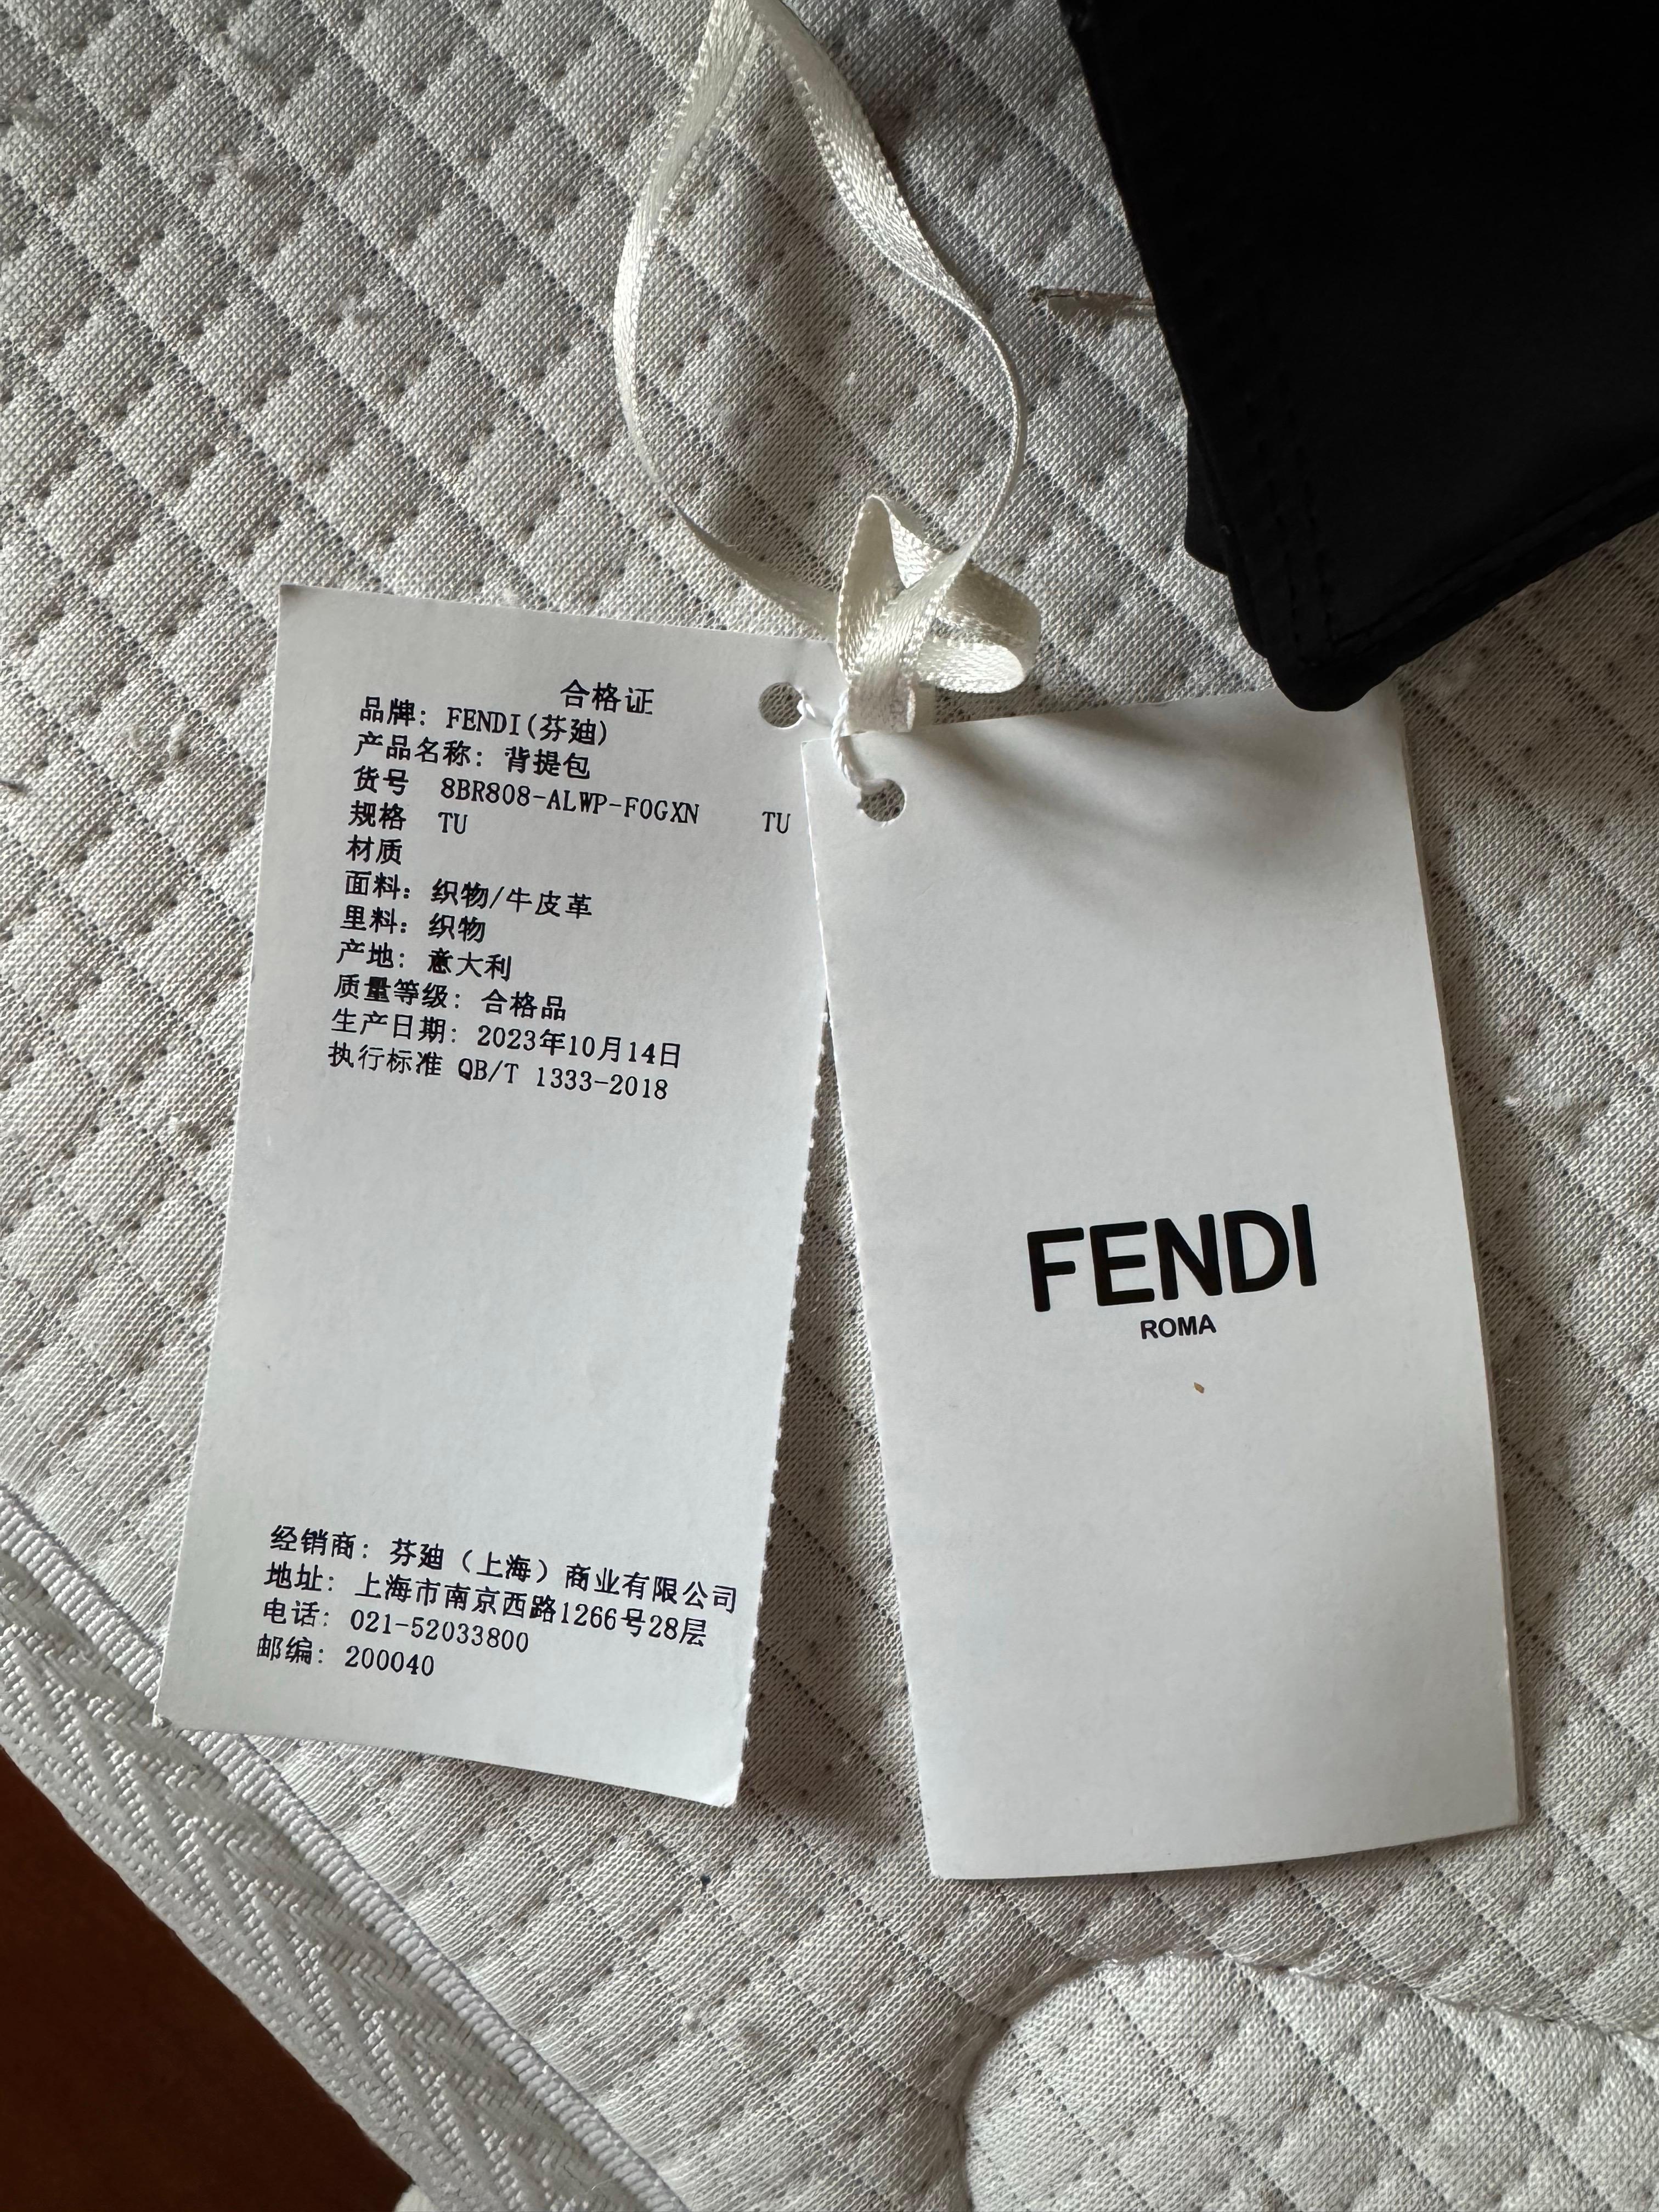 合格证
品牌: FENDI(芬廸)
产品名称: 背提包
货号 8BR808-ALWP-F0GXN TU
规格 TU
材质
面料: 织物/牛皮革
里料: 织物
产地: 意大利
质量等级: 合格品
生产日期: 2023年10月14日
执行标准 QB/T 1333-2018
经销商: 芬廸（上海）商业有限公司
地址: 上海市南京西路1266号28层
电话: 021-52033800
邮编: 200040
FENDI
ROMA